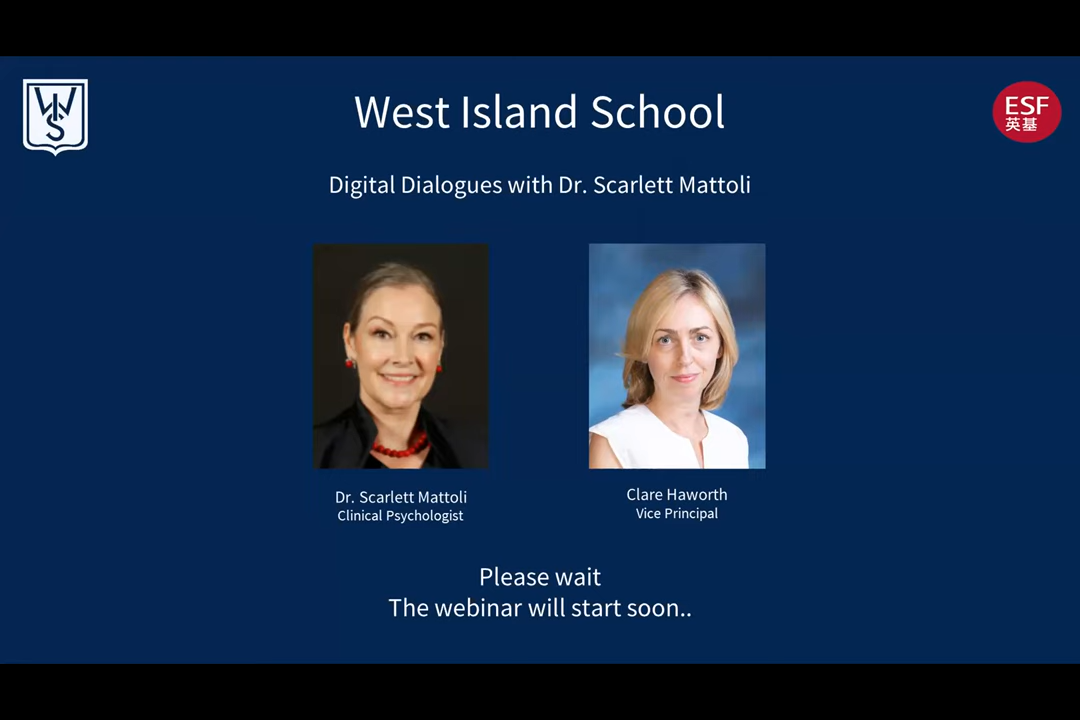 West Island School
WIS
ESF
英基
Digital Dialogues with Dr. Scarlett Mattoli
Dr. Scarlett Mattoli
Clinical Psychologist
Clare Haworth
Vice Principal
Please wait
The webinar will start soon..